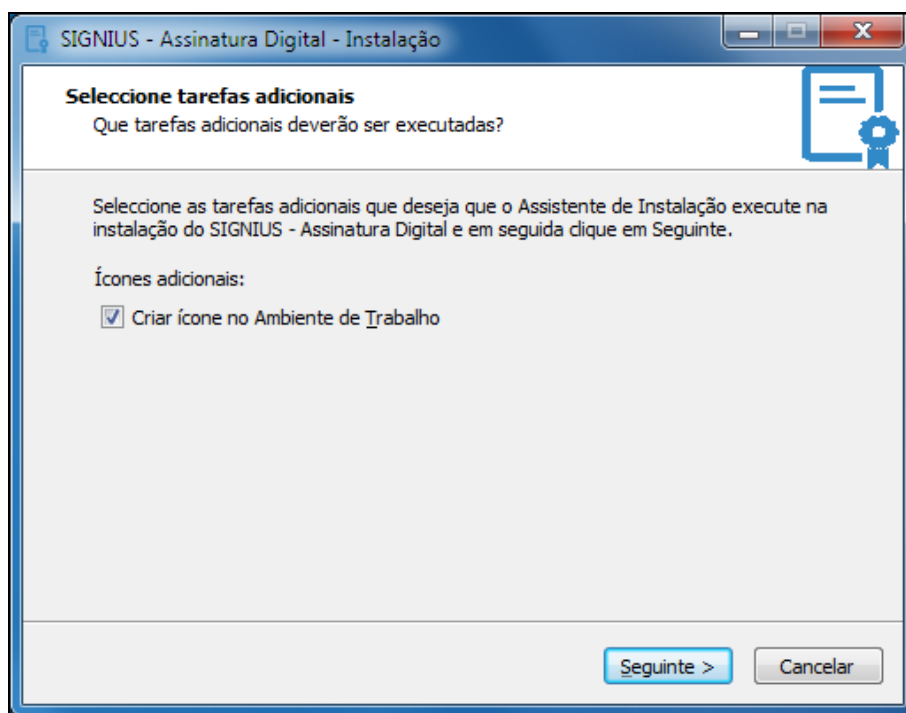 SIGNIUS - Assinatura Digital - Instalação
Seleccione tarefas adicionais
Que tarefas adicionais deverão ser executadas?
Seleccione as tarefas adicionais que deseja que o Assistente de Instalação execute na
instalação do SIGNIUS - Assinatura Digital e em seguida clique em Seguinte.
Ícones adicionais:
Criar ícone no Ambiente de Trabalho
Seguinte >
Cancelar